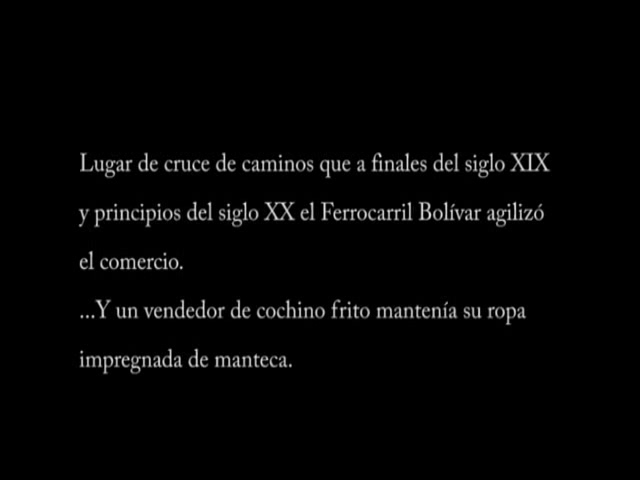 Lugar de cruce de caminos que a finales del siglo XIX
y principios del siglo XX el Ferrocarril Bolívar agilizó
el comercio.
...Y un vendedor de cochino frito mantenía su ropa
impregnada de manteca.